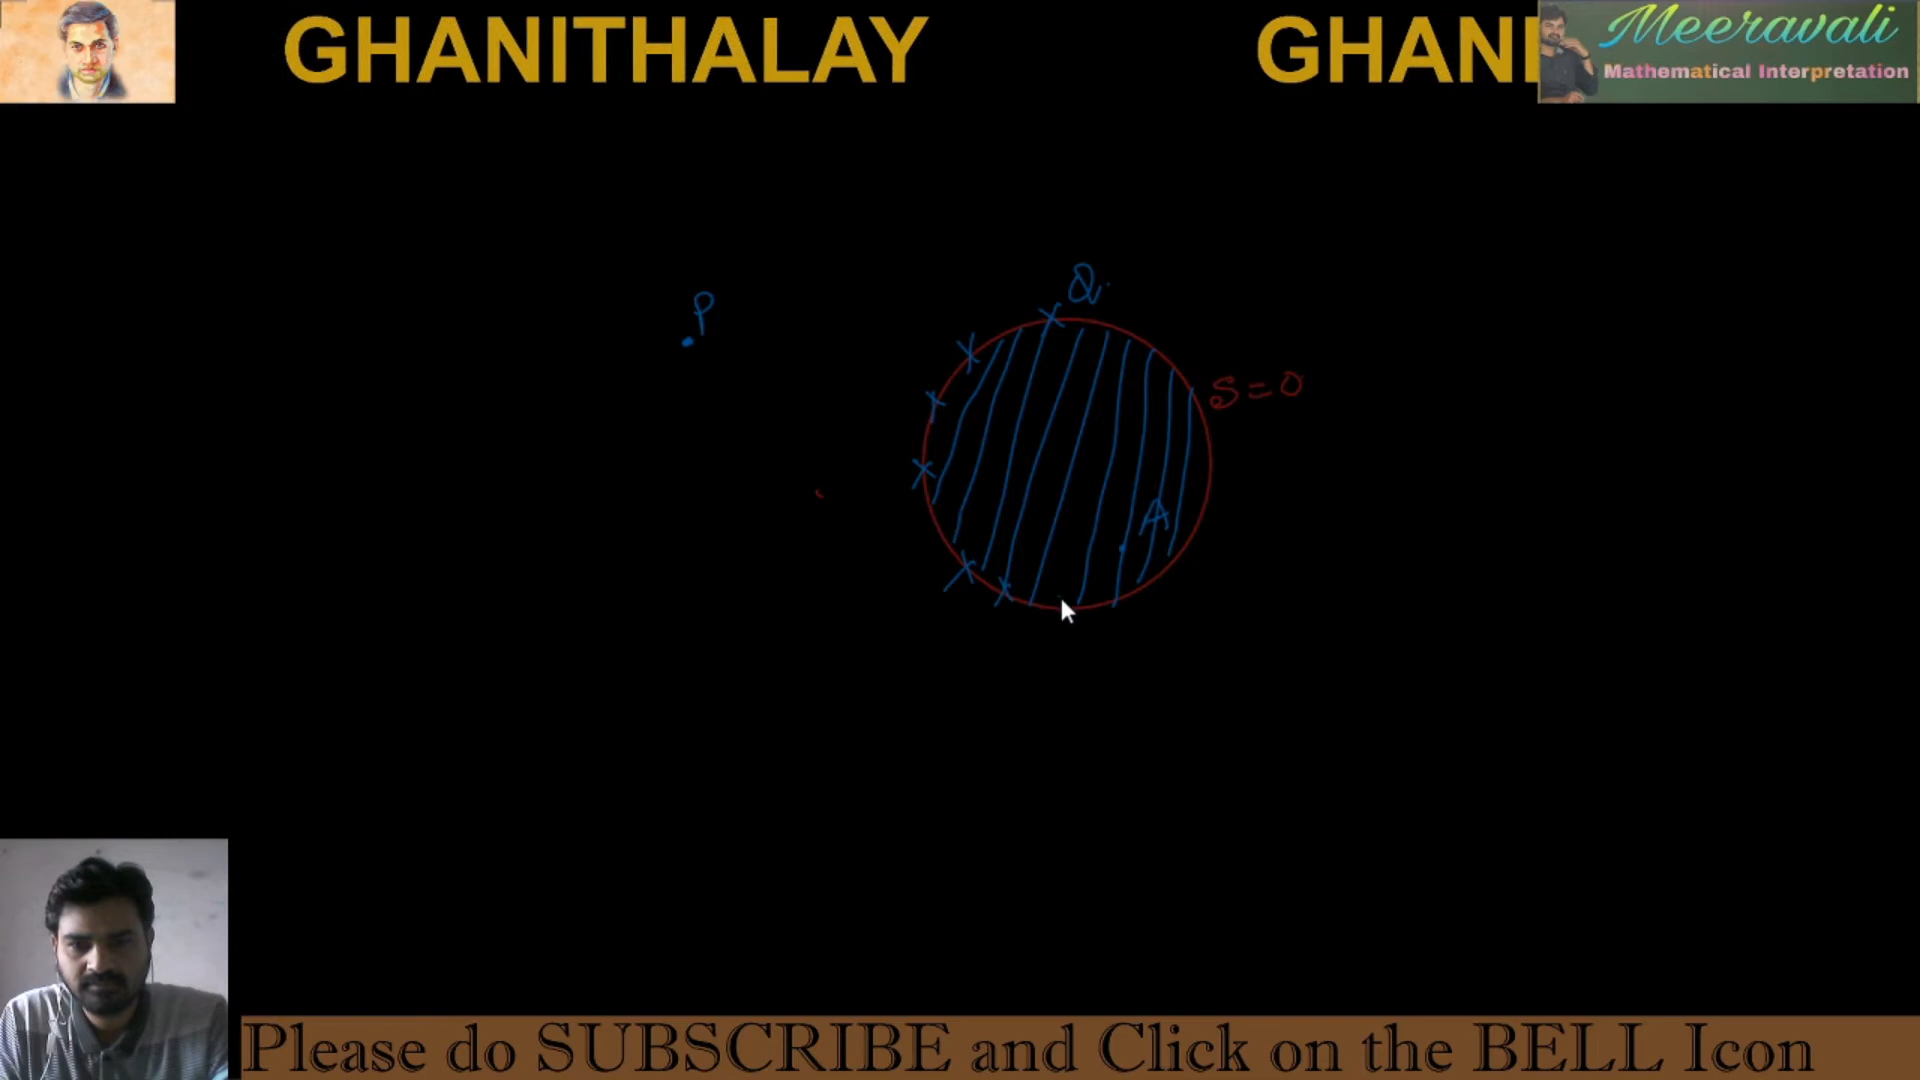 GHANITHALAY GHANI
Meeravali
Mathematical Interpretation
P
Q
S = 0
A
Please do SUBSCRIBE and Click on the BELL Icon